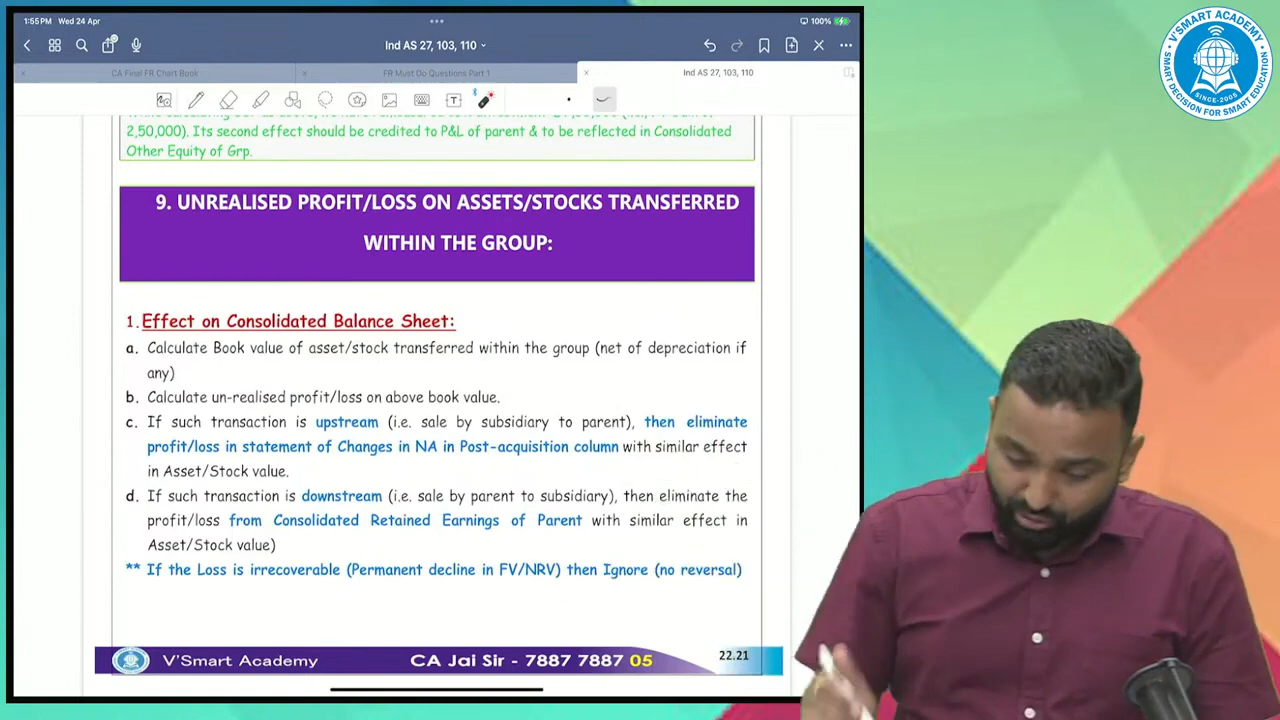 1:55PM Wed 24 Apr
100%
Ind AS 27, 103, 110
CA Final FR Chart Book
FR Must Do Questions Part 1
Ind AS 27, 103, 110
2,50,000). Its second effect should be credited to P&L of parent & to be reflected in Consolidated
Other Equity of Grp.
9. UNREALISED PROFIT/LOSS ON ASSETS/STOCKS TRANSFERRED
WITHIN THE GROUP:
1. Effect on Consolidated Balance Sheet:
a. Calculate Book value of asset/stock transferred within the group (net of depreciation if
any)
b. Calculate un-realised profit/loss on above book value.
c. If such transaction is upstream (i.e. sale by subsidiary to parent), then eliminate
profit/loss in statement of Changes in NA in Post-acquisition column with similar effect
in Asset/Stock value.
d. If such transaction is downstream (i.e. sale by parent to subsidiary), then eliminate the
profit/loss from Consolidated Retained Earnings of Parent with similar effect in
Asset/Stock value)
** If the Loss is irrecoverable (Permanent decline in FV/NRV) then Ignore (no reversal)
V'Smart Academy
CA Jai Sir - 7887 7887 05
22.21
V'SMART ACADEMY
SINCE-2005
SMART DECISION FOR SMART EDUCATION